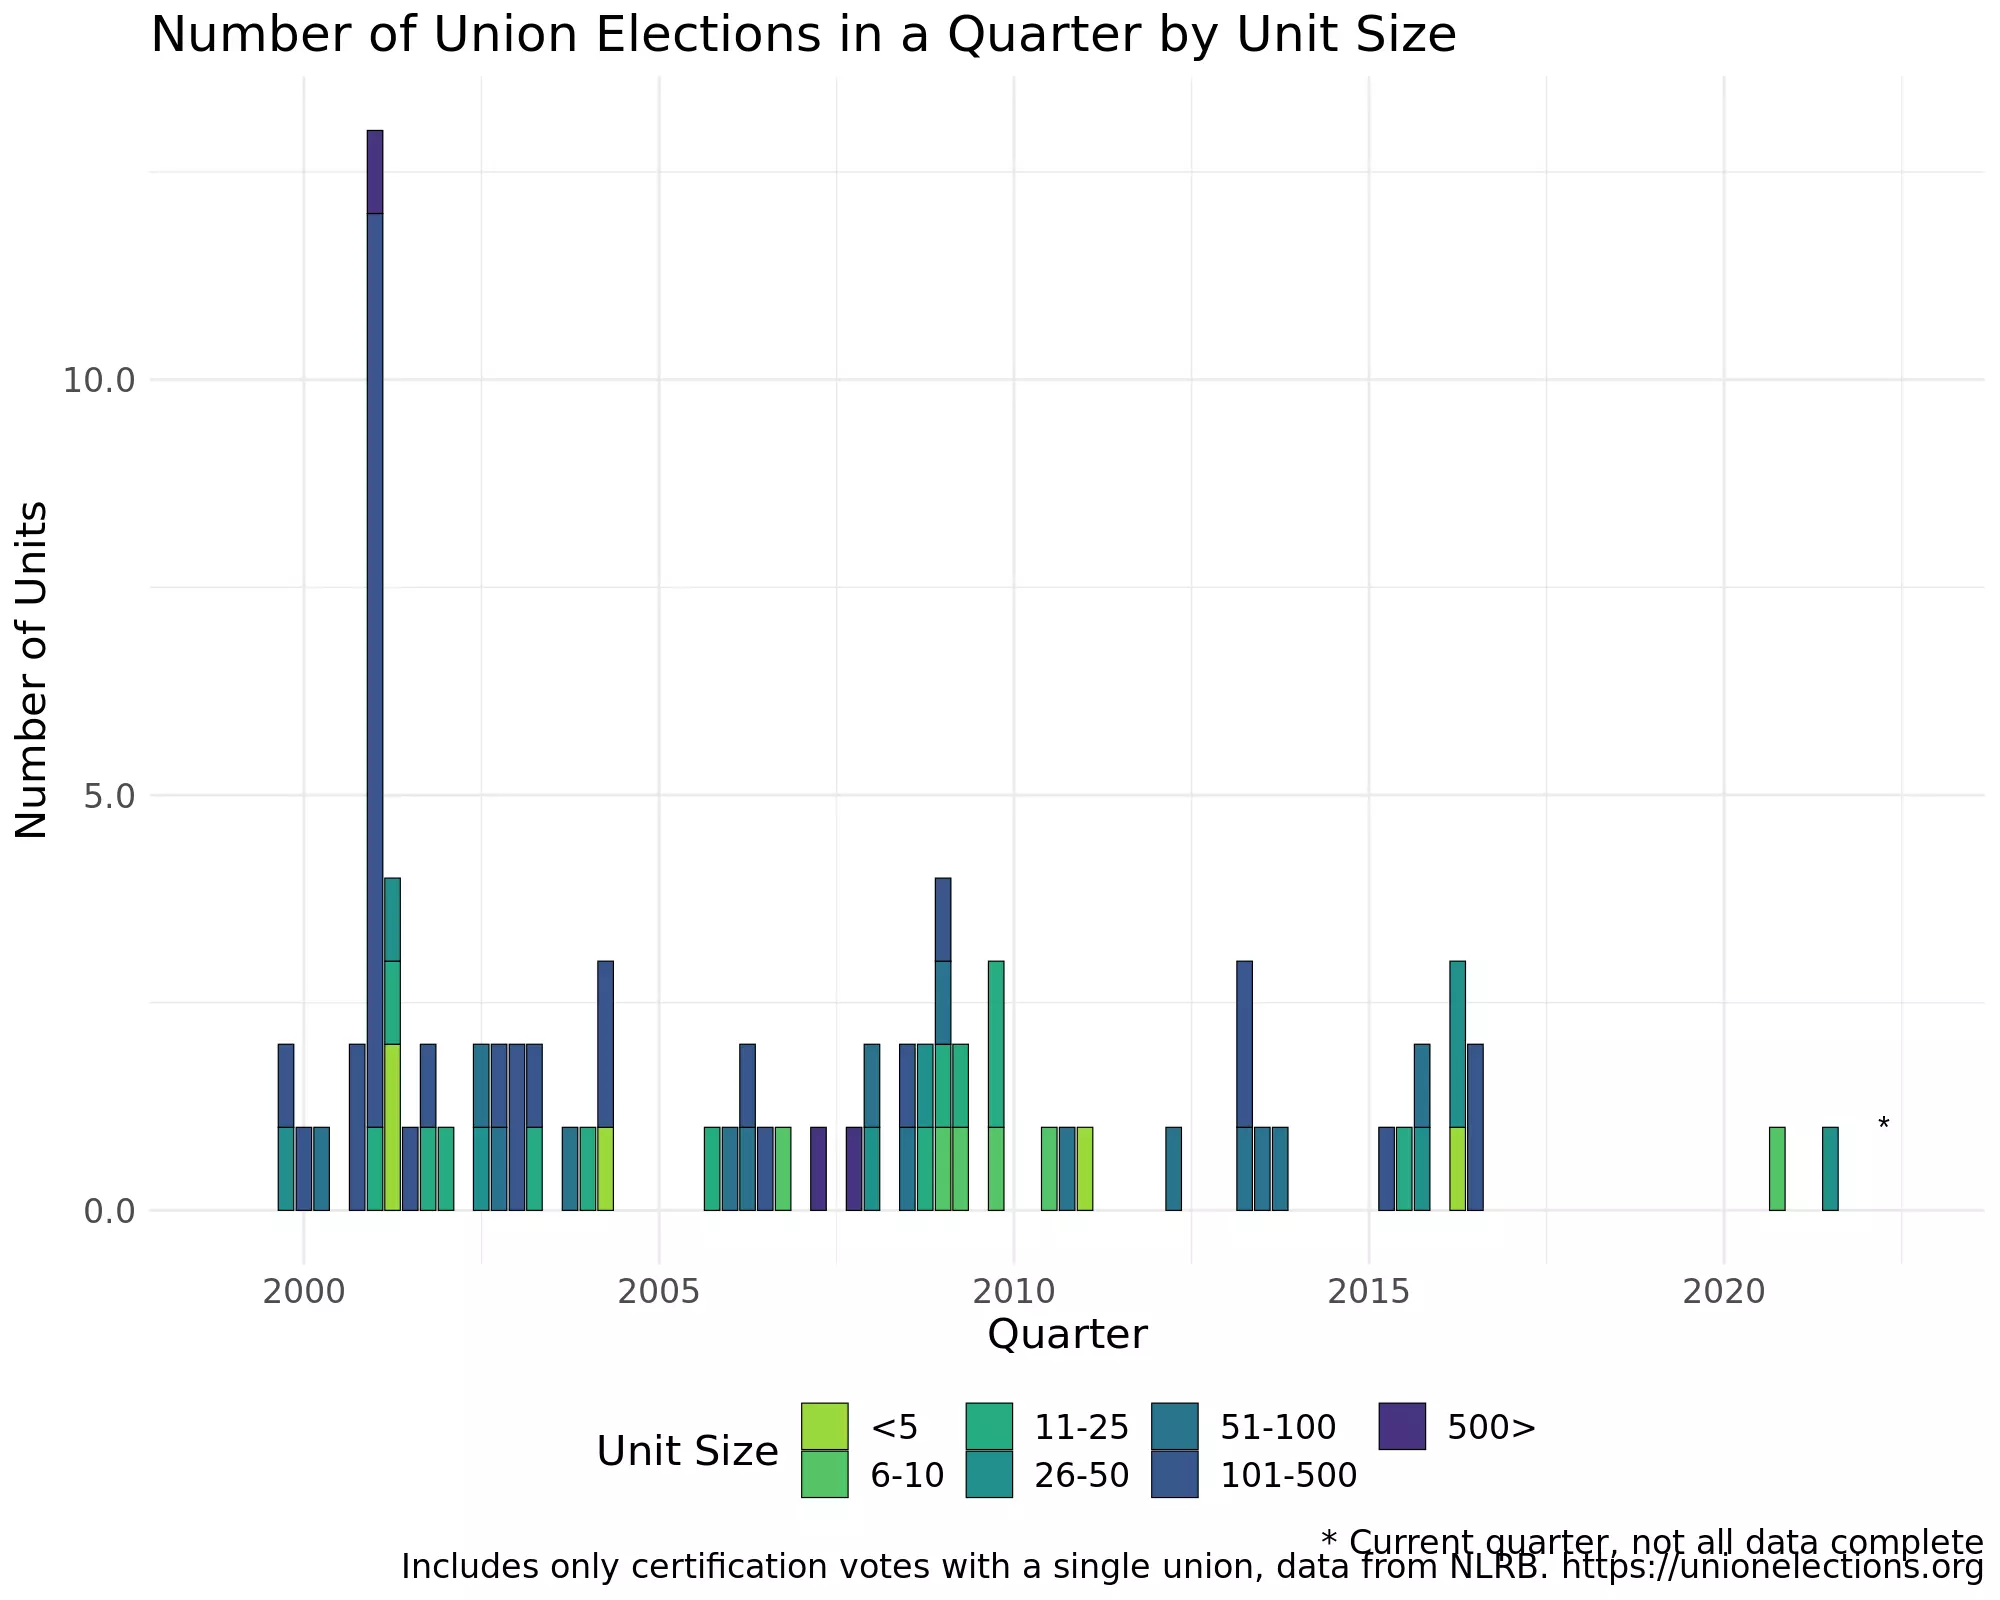 Number of Union Elections in a Quarter by Unit Size
Number of Units
10.0
5.0
0.0
*
2000 2005 2010 2015 2020
Quarter
Unit Size
<5 11-25 51-100 500>
6-10 26-50 101-500
* Current quarter, not all data complete
Includes only certification votes with a single union, data from NLRB. https://unionelections.org